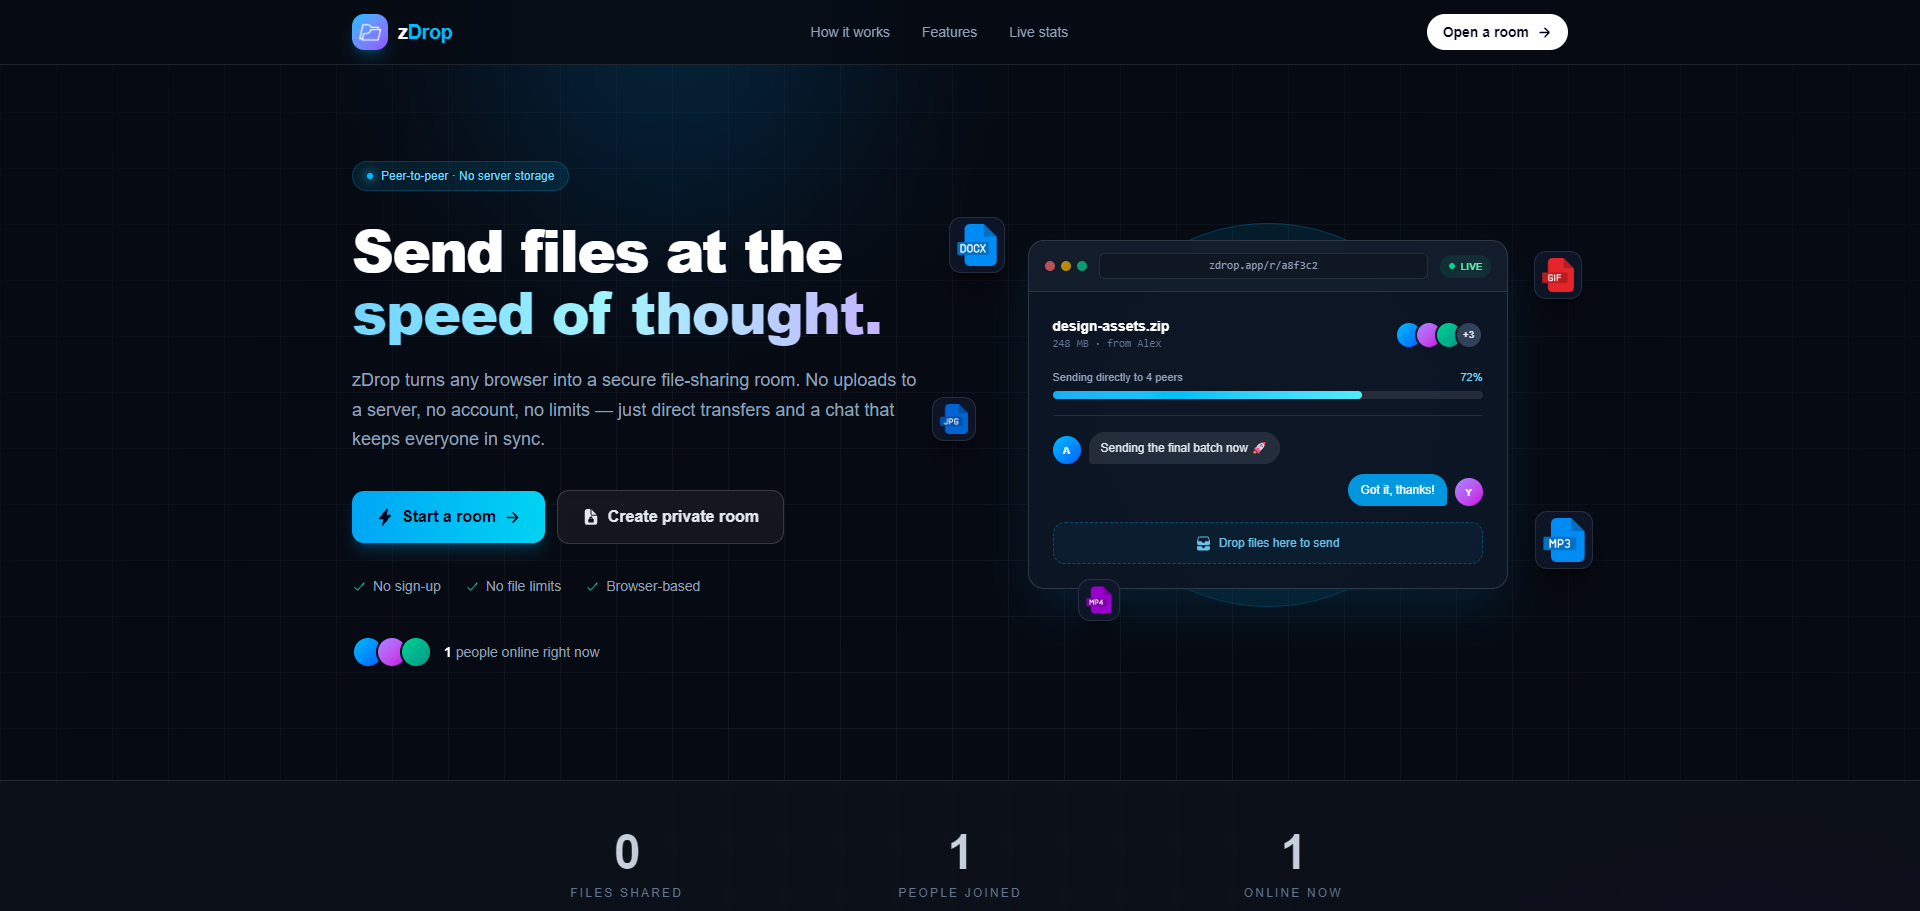 zDrop
How it works
Features
Live stats
Open a room
Peer-to-peer · No server storage
Send files at the
speed of thought.
zDrop turns any browser into a secure file-sharing room. No uploads to
a server, no account, no limits — just direct transfers and a chat that
keeps everyone in sync.
Start a room
Create private room
No sign-up
No file limits
Browser-based
1 people online right now
DOCX
JPG
zdrop.app/r/a8f3c2
LIVE
design-assets.zip
248 MB · from Alex
+3
Sending directly to 4 peers
72%
A
Sending the final batch now 🚀
Got it, thanks!
Y
Drop files here to send
GIF
MP3
MP4
0
FILES SHARED
1
PEOPLE JOINED
1
ONLINE NOW